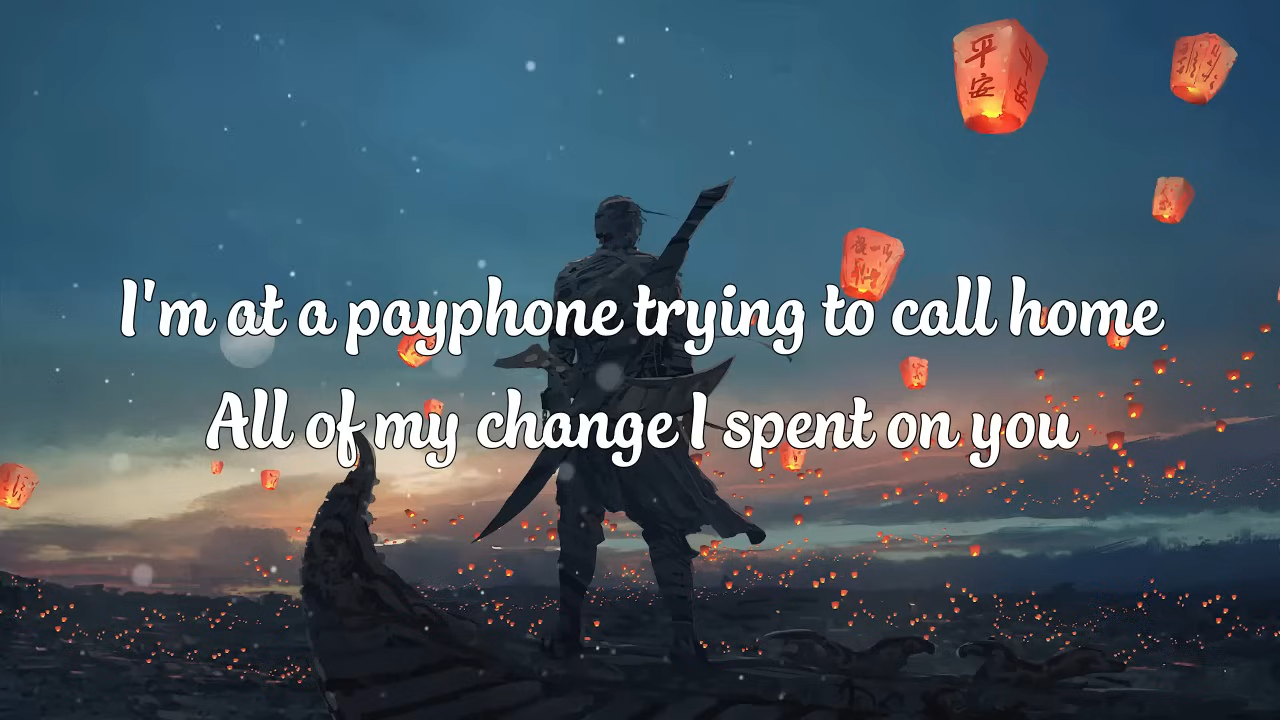 平安
I'm at a payphone trying to call home
All of my change I spent on you